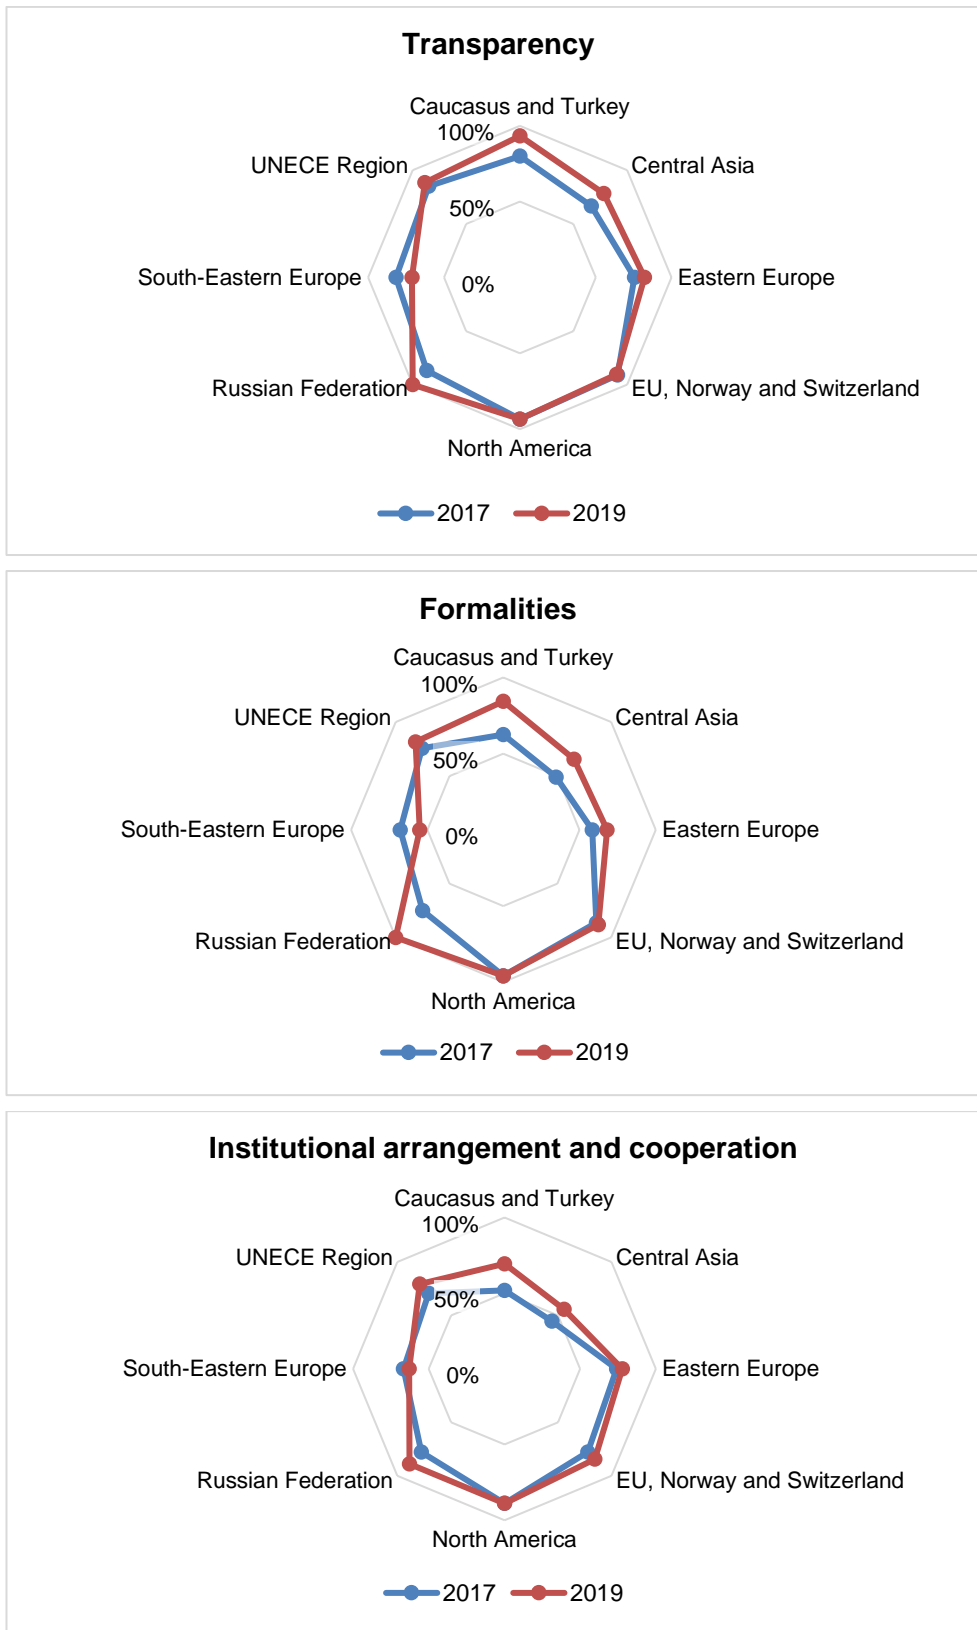 Transparency
Caucasus and Turkey
100%
UNECE Region
Central Asia
50%
South-Eastern Europe
0%
Eastern Europe
Russian Federation
EU, Norway and Switzerland
North America
2017
2019
Formalities
Caucasus and Turkey
100%
UNECE Region
Central Asia
50%
South-Eastern Europe
0%
Eastern Europe
Russian Federation
EU, Norway and Switzerland
North America
2017
2019
Institutional arrangement and cooperation
Caucasus and Turkey
100%
UNECE Region
Central Asia
50%
South-Eastern Europe
0%
Eastern Europe
Russian Federation
EU, Norway and Switzerland
North America
2017
2019